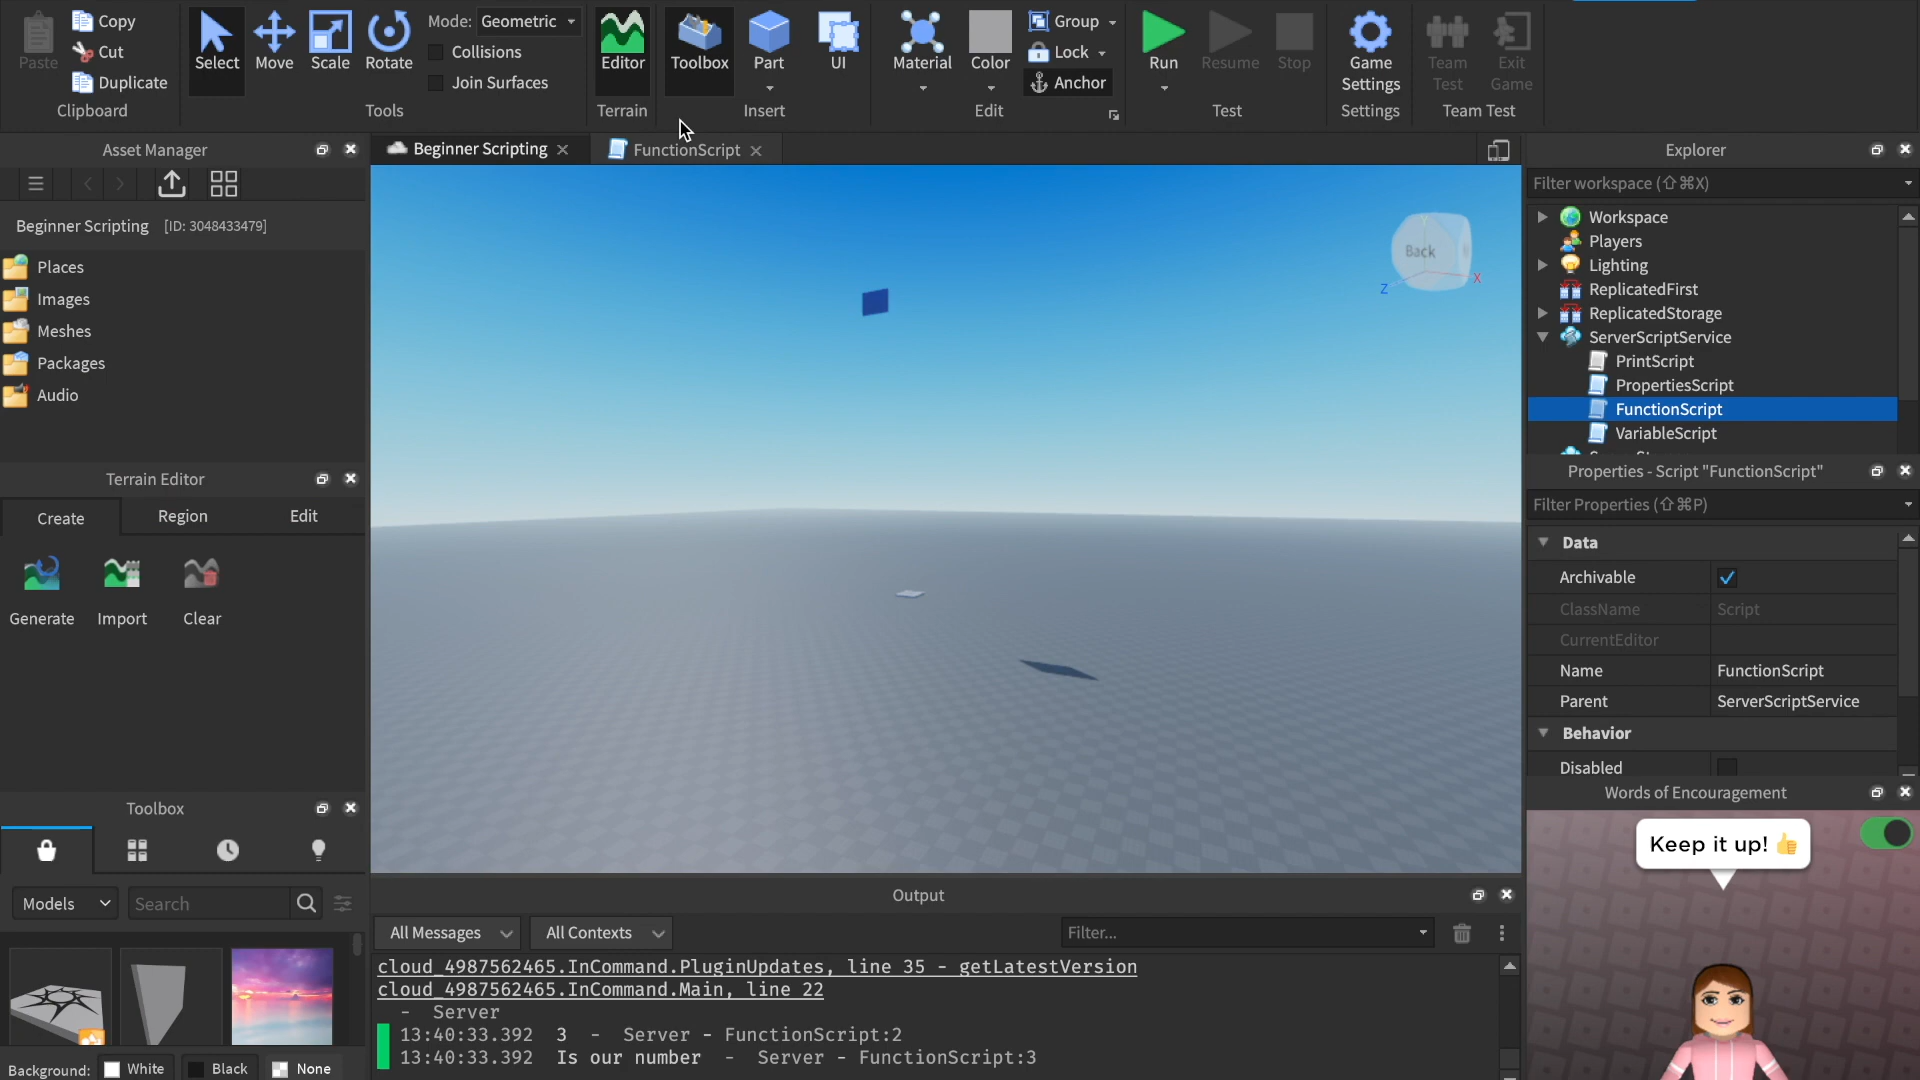 Paste
Copy
Cut
Duplicate
Clipboard
Select
Move
Scale
Rotate
Mode: Geometric
Collisions
Join Surfaces
Tools
Editor
Terrain
Toolbox
Part
UI
Insert
Material
Color
Group
Lock
Anchor
Edit
Run
Resume
Stop
Test
Game
Settings
Settings
Team
Test
Exit
Game
Team Test
Asset Manager
Beginner Scripting [ID: 3048433479]
Places
Images
Meshes
Packages
Audio
Terrain Editor
Create
Region
Edit
Generate
Import
Clear
Toolbox
Models
Search
Background: White Black None
Beginner Scripting
FunctionScript
Back
Y
Z
X
Output
All Messages
All Contexts
Filter...
cloud_4987562465.InCommand.PluginUpdates, line 35 - getLatestVersion
cloud_4987562465.InCommand.Main, line 22
- Server
13:40:33.392 3 - Server - FunctionScript:2
13:40:33.392 Is our number - Server - FunctionScript:3
Explorer
Filter workspace (⇧⌘X)
Workspace
Players
Lighting
ReplicatedFirst
ReplicatedStorage
ServerScriptService
PrintScript
PropertiesScript
FunctionScript
VariableScript
Properties - Script "FunctionScript"
Filter Properties (⇧⌘P)
Data
Archivable
ClassName Script
CurrentEditor
Name FunctionScript
Parent ServerScriptService
Behavior
Disabled
Words of Encouragement
Keep it up! 👍